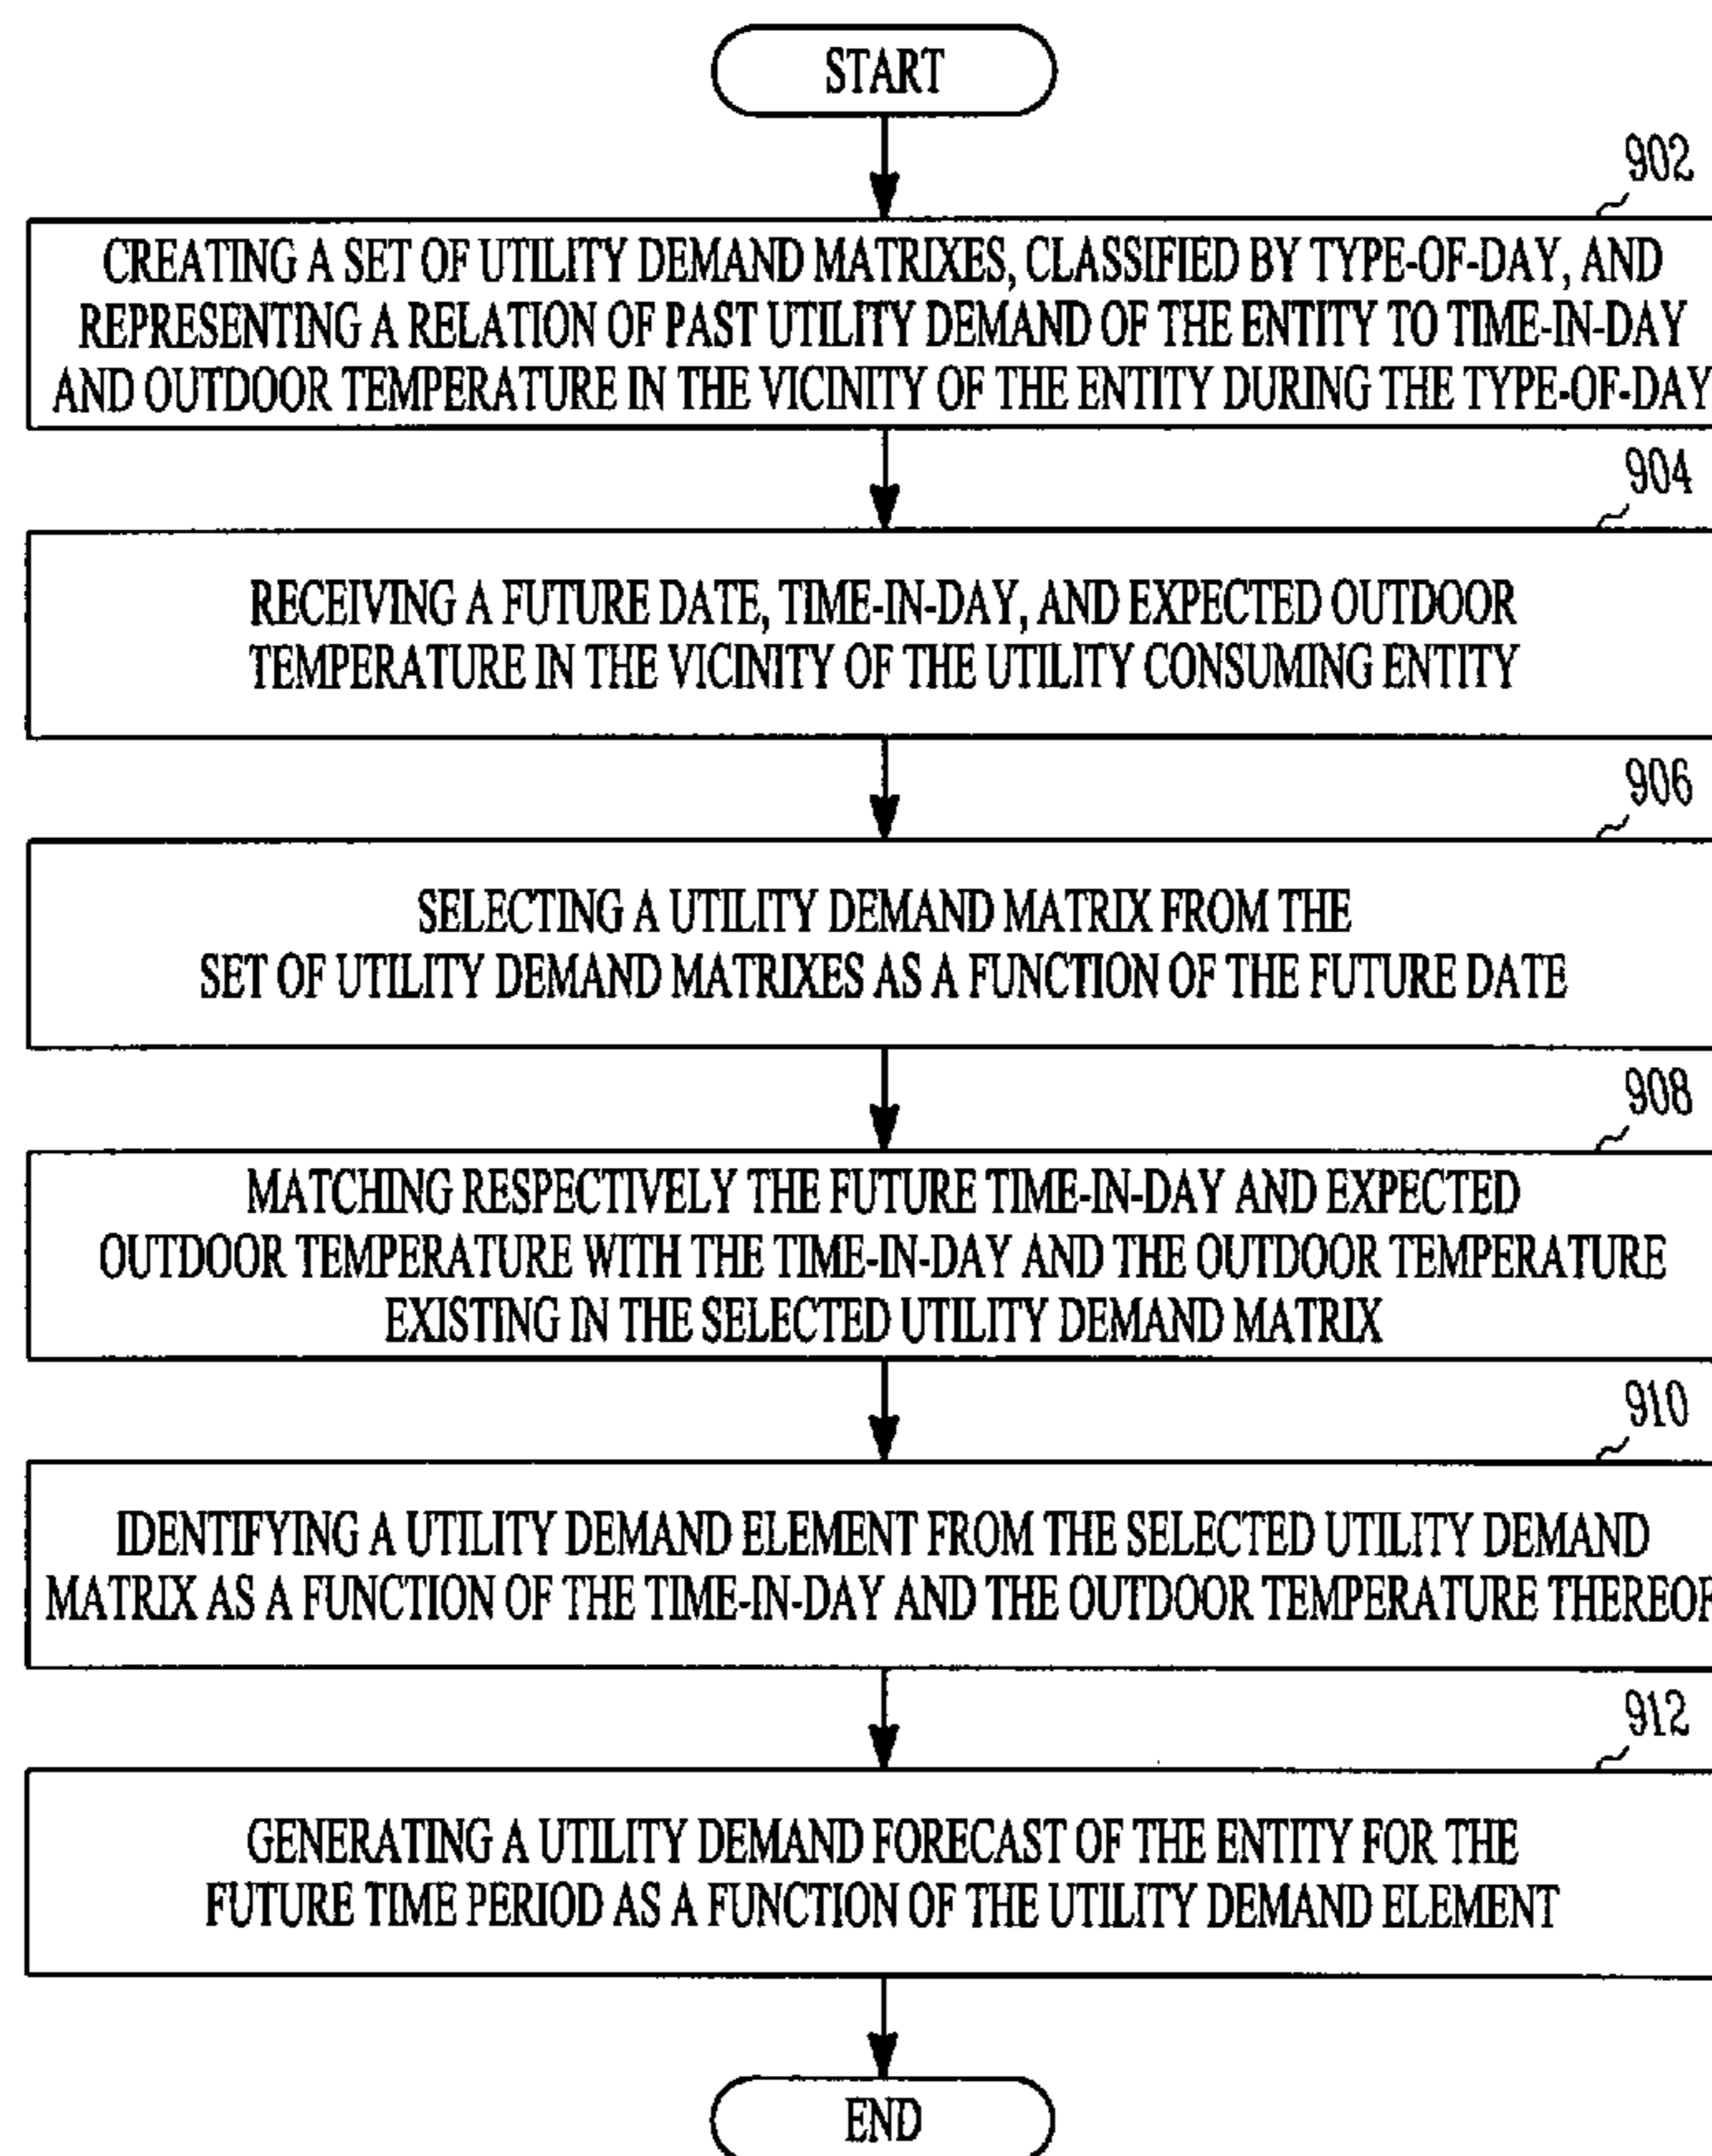 START
902
CREATING A SET OF UTILITY DEMAND MATRIXES, CLASSIFIED BY TYPE-OF-DAY, AND
REPRESENTING A RELATION OF PAST UTILITY DEMAND OF THE ENTITY TO TIME-IN-DAY
AND OUTDOOR TEMPERATURE IN THE VICINITY OF THE ENTITY DURING THE TYPE-OF-DAY
904
RECEIVING A FUTURE DATE, TIME-IN-DAY, AND EXPECTED OUTDOOR
TEMPERATURE IN THE VICINITY OF THE UTILITY CONSUMING ENTITY
906
SELECTING A UTILITY DEMAND MATRIX FROM THE
SET OF UTILITY DEMAND MATRIXES AS A FUNCTION OF THE FUTURE DATE
908
MATCHING RESPECTIVELY THE FUTURE TIME-IN-DAY AND EXPECTED
OUTDOOR TEMPERATURE WITH THE TIME-IN-DAY AND THE OUTDOOR TEMPERATURE
EXISTING IN THE SELECTED UTILITY DEMAND MATRIX
910
IDENTIFYING A UTILITY DEMAND ELEMENT FROM THE SELECTED UTILITY DEMAND
MATRIX AS A FUNCTION OF THE TIME-IN-DAY AND THE OUTDOOR TEMPERATURE THEREOF
912
GENERATING A UTILITY DEMAND FORECAST OF THE ENTITY FOR THE
FUTURE TIME PERIOD AS A FUNCTION OF THE UTILITY DEMAND ELEMENT
END